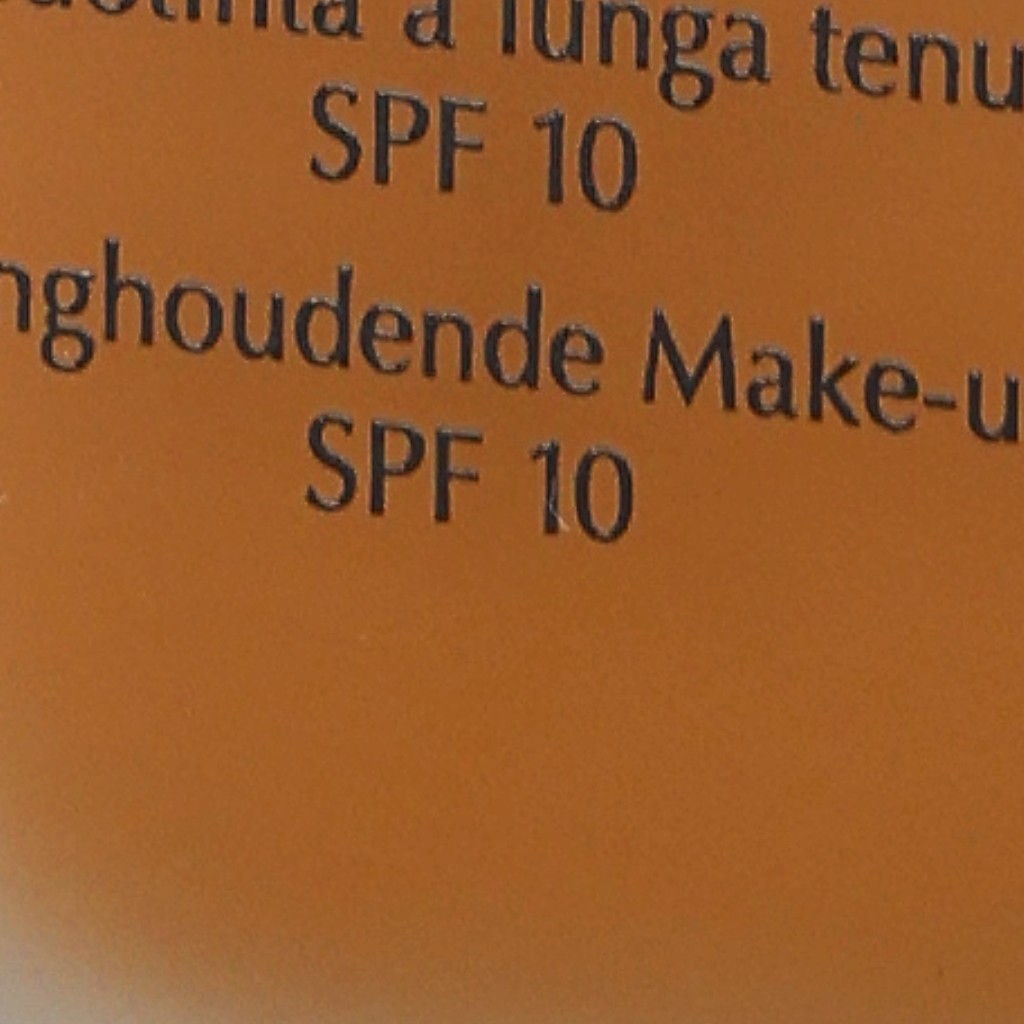 a lunga tenu
SPF 10
nghoudende Make-u
SPF 10